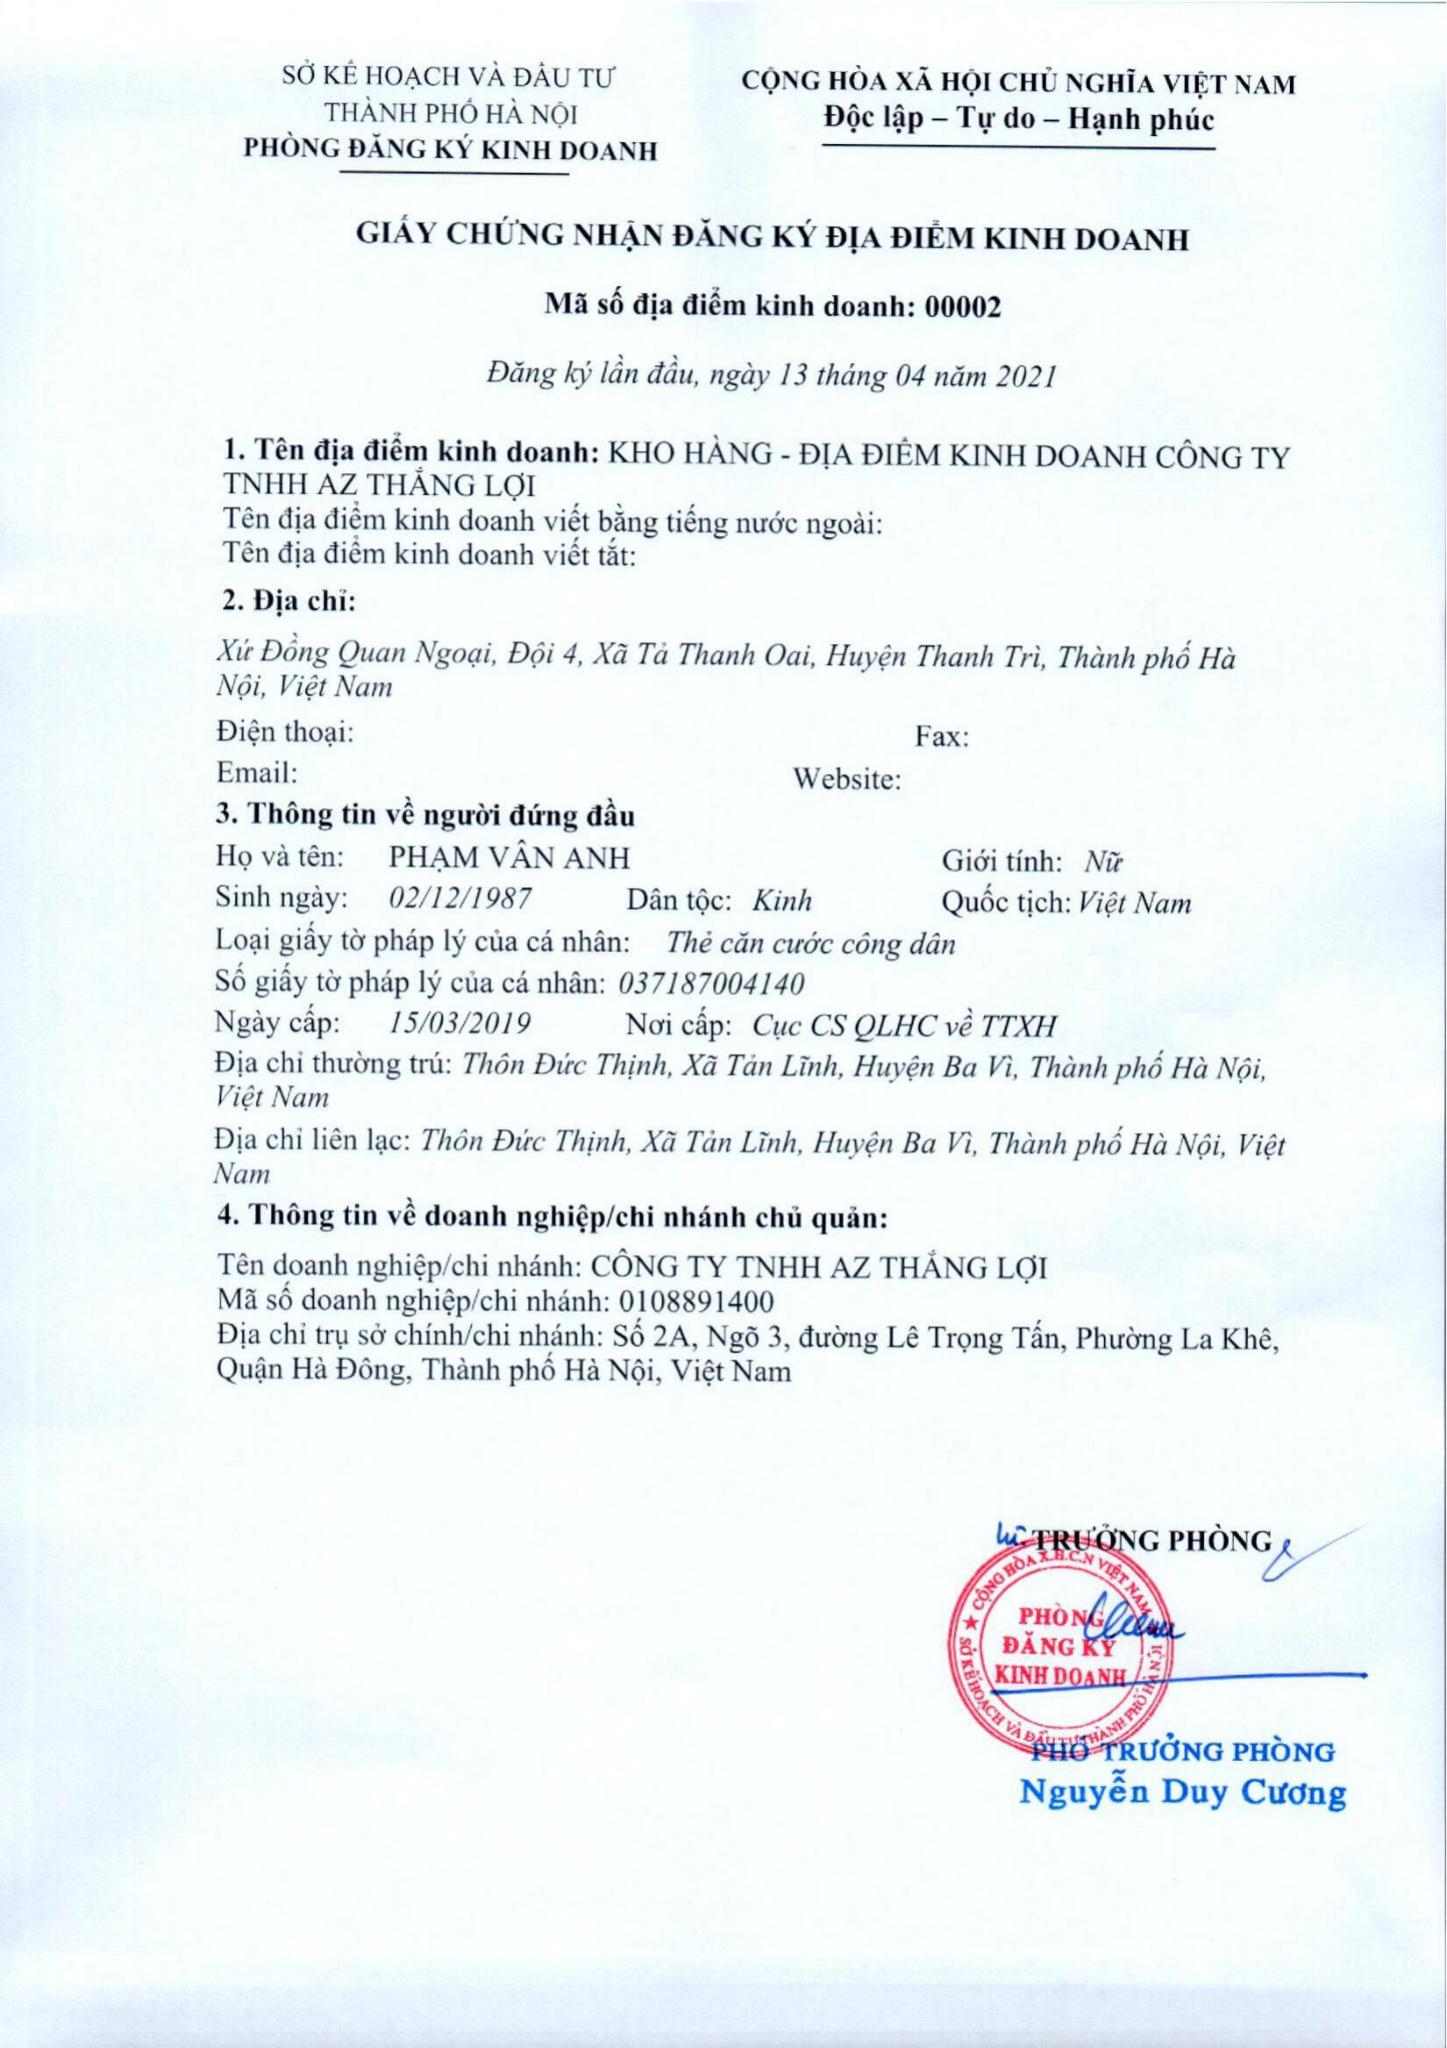 SỞ KẾ HOẠCH VÀ ĐẦU TƯ
THÀNH PHỐ HÀ NỘI
PHÒNG ĐĂNG KÝ KINH DOANH
CỘNG HÒA XÃ HỘI CHỦ NGHĨA VIỆT NAM
Độc lập – Tự do – Hạnh phúc
GIẤY CHỨNG NHẬN ĐĂNG KÝ ĐỊA ĐIỂM KINH DOANH
Mã số địa điểm kinh doanh: 00002
Đăng ký lần đầu, ngày 13 tháng 04 năm 2021
1. Tên địa điểm kinh doanh: KHO HÀNG - ĐỊA ĐIỂM KINH DOANH CÔNG TY
TNHH AZ THẮNG LỢI
Tên địa điểm kinh doanh viết bằng tiếng nước ngoài:
Tên địa điểm kinh doanh viết tắt:
2. Địa chỉ:
Xứ Đồng Quan Ngoại, Đội 4, Xã Tả Thanh Oai, Huyện Thanh Trì, Thành phố Hà
Nội, Việt Nam
Điện thoại: Fax:
Email: Website:
3. Thông tin về người đứng đầu
Họ và tên: PHẠM VÂN ANH Giới tính: Nữ
Sinh ngày: 02/12/1987 Dân tộc: Kinh Quốc tịch: Việt Nam
Loại giấy tờ pháp lý của cá nhân: Thẻ căn cước công dân
Số giấy tờ pháp lý của cá nhân: 037187004140
Ngày cấp: 15/03/2019 Nơi cấp: Cục CS QLHC về TTXH
Địa chỉ thường trú: Thôn Đức Thịnh, Xã Tản Lĩnh, Huyện Ba Vì, Thành phố Hà Nội,
Việt Nam
Địa chỉ liên lạc: Thôn Đức Thịnh, Xã Tản Lĩnh, Huyện Ba Vì, Thành phố Hà Nội, Việt
Nam
4. Thông tin về doanh nghiệp/chi nhánh chủ quản:
Tên doanh nghiệp/chi nhánh: CÔNG TY TNHH AZ THẮNG LỢI
Mã số doanh nghiệp/chi nhánh: 0108891400
Địa chỉ trụ sở chính/chi nhánh: Số 2A, Ngõ 3, đường Lê Trọng Tấn, Phường La Khê,
Quận Hà Đông, Thành phố Hà Nội, Việt Nam
TRƯỞNG PHÒNG
CỘNG HÒA X.H.C.N VIỆT NAM
PHÒNG
ĐĂNG KÝ
KINH DOANH
SỞ KẾ HOẠCH VÀ ĐẦU TƯ THÀNH PHỐ HÀ NỘI
PHÓ TRƯỞNG PHÒNG
Nguyễn Duy Cương